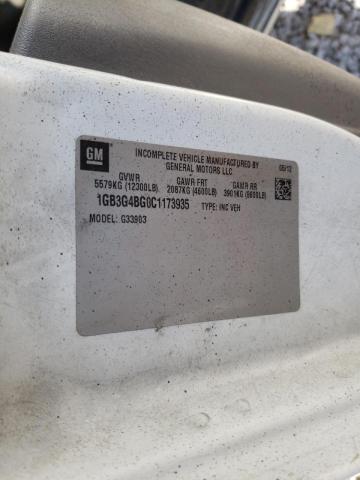 GM
INCOMPLETE VEHICLE MANUFACTURED BY
GENERAL MOTORS LLC
05/12
GVWR GAWR FRT GAWR RR
5579KG (12300LB) 2087KG (4600LB) 3901KG (8600LB)
1GB3G4BG0C1173935 TYPE: INC VEH
MODEL: G33903